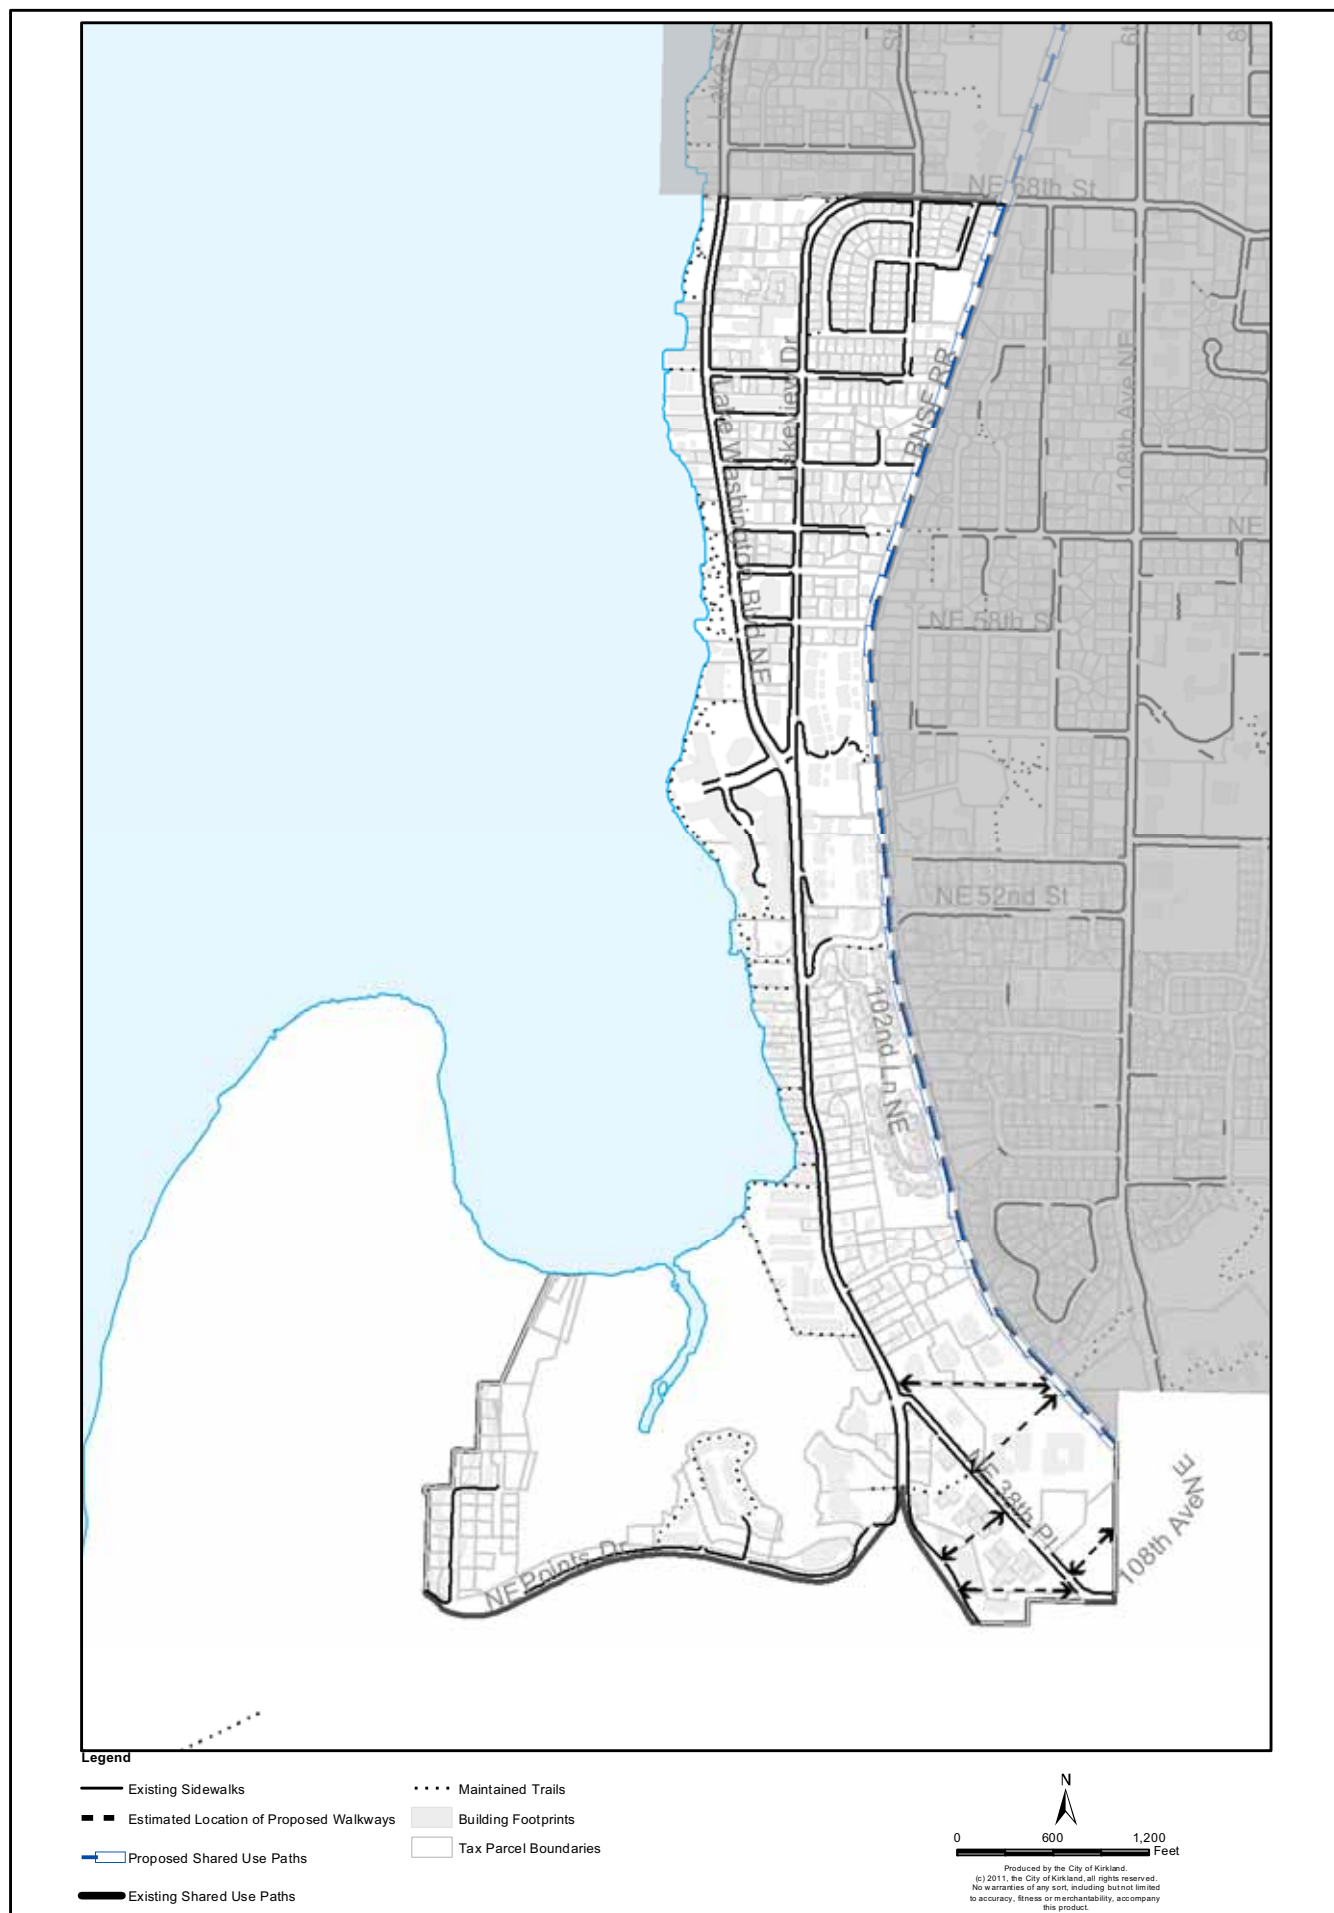 Lake St
St
6th
8
NE 68th St
Lakeview Dr
BNSF RR
108th Ave NE
Lake Washington Blvd NE
NE
NE 58th S
NE 52nd St
102nd Ln NE
NE 38th Pl
108th Ave NE
NE Points Dr
Legend
Existing Sidewalks
Estimated Location of Proposed Walkways
Proposed Shared Use Paths
Existing Shared Use Paths
Maintained Trails
Building Footprints
Tax Parcel Boundaries
N
0 600 1,200
Feet
Produced by the City of Kirkland.
(c) 2011, the City of Kirkland, all rights reserved.
No warranties of any sort, including but not limited
to accuracy, fitness or merchantability, accompany
this product.